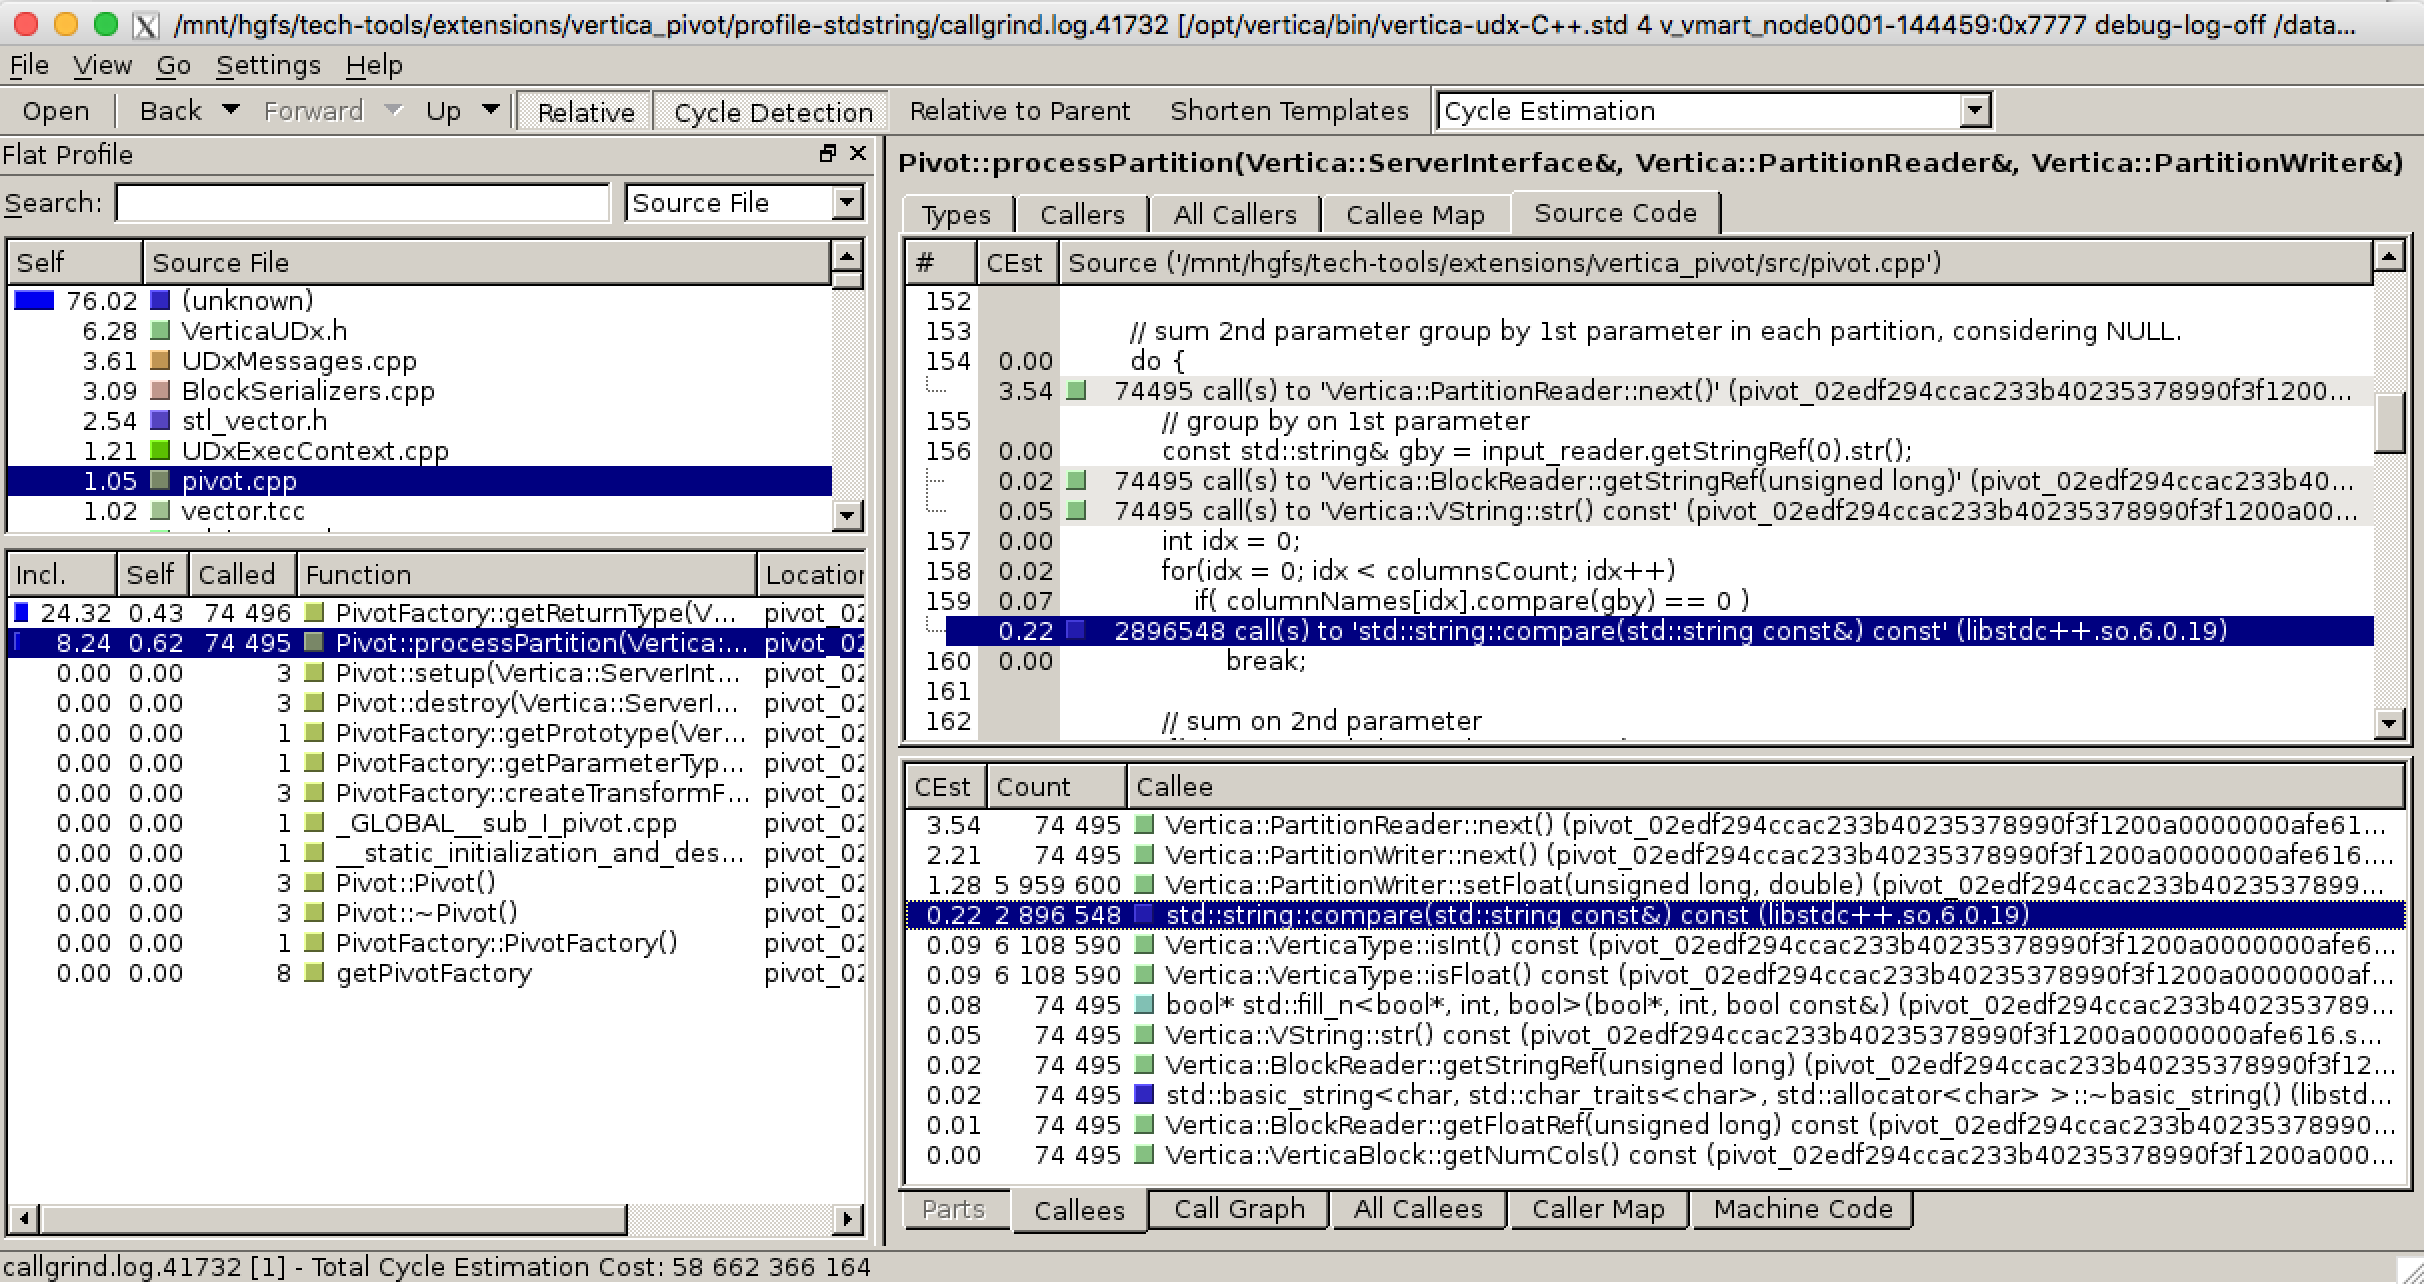 /mnt/hgfs/tech-tools/extensions/vertica_pivot/profile-stdstring/callgrind.log.41732 [/opt/vertica/bin/vertica-udx-C++.std 4 v_vmart_node0001-144459:0x7777 debug-log-off /data...
File View Go Settings Help
Open Back Forward Up Relative Cycle Detection Relative to Parent Shorten Templates Cycle Estimation
Flat Profile
Search: Source File
Self Source File
76.02 (unknown)
6.28 VerticaUDx.h
3.61 UDxMessages.cpp
3.09 BlockSerializers.cpp
2.54 stl_vector.h
1.21 UDxExecContext.cpp
1.05 pivot.cpp
1.02 vector.tcc
Incl. Self Called Function Location
24.32 0.43 74 496 PivotFactory::getReturnType(V... pivot_02
8.24 0.62 74 495 Pivot::processPartition(Vertica:... pivot_02
0.00 0.00 3 Pivot::setup(Vertica::ServerInt... pivot_02
0.00 0.00 3 Pivot::destroy(Vertica::ServerI... pivot_02
0.00 0.00 1 PivotFactory::getPrototype(Ver... pivot_02
0.00 0.00 1 PivotFactory::getParameterTyp... pivot_02
0.00 0.00 3 PivotFactory::createTransformF... pivot_02
0.00 0.00 1 _GLOBAL__sub_I_pivot.cpp pivot_02
0.00 0.00 1 __static_initialization_and_des... pivot_02
0.00 0.00 3 Pivot::Pivot() pivot_02
0.00 0.00 3 Pivot::~Pivot() pivot_02
0.00 0.00 1 PivotFactory::PivotFactory() pivot_02
0.00 0.00 8 getPivotFactory pivot_02
Pivot::processPartition(Vertica::ServerInterface&, Vertica::PartitionReader&, Vertica::PartitionWriter&)
Types Callers All Callers Callee Map Source Code
# CEst Source ('/mnt/hgfs/tech-tools/extensions/vertica_pivot/src/pivot.cpp')
152
153 // sum 2nd parameter group by 1st parameter in each partition, considering NULL.
154 0.00 do {
3.54 74495 call(s) to 'Vertica::PartitionReader::next()' (pivot_02edf294ccac233b40235378990f3f1200...
155 // group by on 1st parameter
156 0.00 const std::string& gby = input_reader.getStringRef(0).str();
0.02 74495 call(s) to 'Vertica::BlockReader::getStringRef(unsigned long)' (pivot_02edf294ccac233b40...
0.05 74495 call(s) to 'Vertica::VString::str() const' (pivot_02edf294ccac233b40235378990f3f1200a00...
157 0.00 int idx = 0;
158 0.02 for(idx = 0; idx < columnsCount; idx++)
159 0.07 if( columnNames[idx].compare(gby) == 0 )
0.22 2896548 call(s) to 'std::string::compare(std::string const&) const' (libstdc++.so.6.0.19)
160 0.00 break;
161
162 // sum on 2nd parameter
CEst Count Callee
3.54 74 495 Vertica::PartitionReader::next() (pivot_02edf294ccac233b40235378990f3f1200a0000000afe61...
2.21 74 495 Vertica::PartitionWriter::next() (pivot_02edf294ccac233b40235378990f3f1200a0000000afe616....
1.28 5 959 600 Vertica::PartitionWriter::setFloat(unsigned long, double) (pivot_02edf294ccac233b4023537899...
0.22 2 896 548 std::string::compare(std::string const&) const (libstdc++.so.6.0.19)
0.09 6 108 590 Vertica::VerticaType::isInt() const (pivot_02edf294ccac233b40235378990f3f1200a0000000afe6...
0.09 6 108 590 Vertica::VerticaType::isFloat() const (pivot_02edf294ccac233b40235378990f3f1200a0000000af...
0.08 74 495 bool* std::fill_n<bool*, int, bool>(bool*, int, bool const&) (pivot_02edf294ccac233b402353789...
0.05 74 495 Vertica::VString::str() const (pivot_02edf294ccac233b40235378990f3f1200a0000000afe616.s...
0.02 74 495 Vertica::BlockReader::getStringRef(unsigned long) (pivot_02edf294ccac233b40235378990f3f12...
0.02 74 495 std::basic_string<char, std::char_traits<char>, std::allocator<char> >::~basic_string() (libstd...
0.01 74 495 Vertica::BlockReader::getFloatRef(unsigned long) const (pivot_02edf294ccac233b40235378990...
0.00 74 495 Vertica::VerticaBlock::getNumCols() const (pivot_02edf294ccac233b40235378990f3f1200a000...
Parts Callees Call Graph All Callees Caller Map Machine Code
callgrind.log.41732 [1] - Total Cycle Estimation Cost: 58 662 366 164